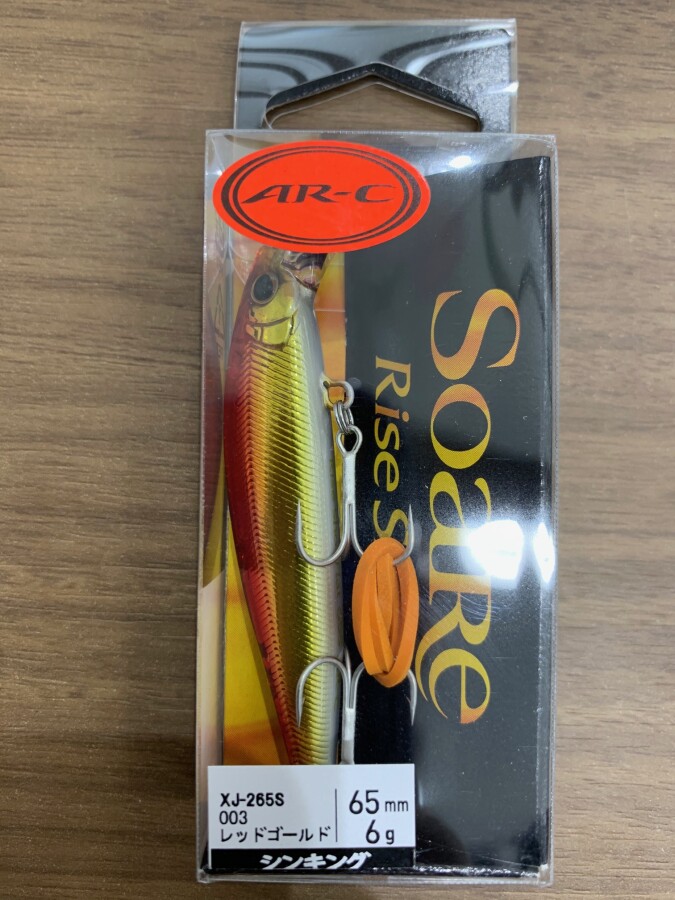 AR-C
SoaRe
Rise S
XJ-265S
003
レッドゴールド
65mm
6g
シンキング